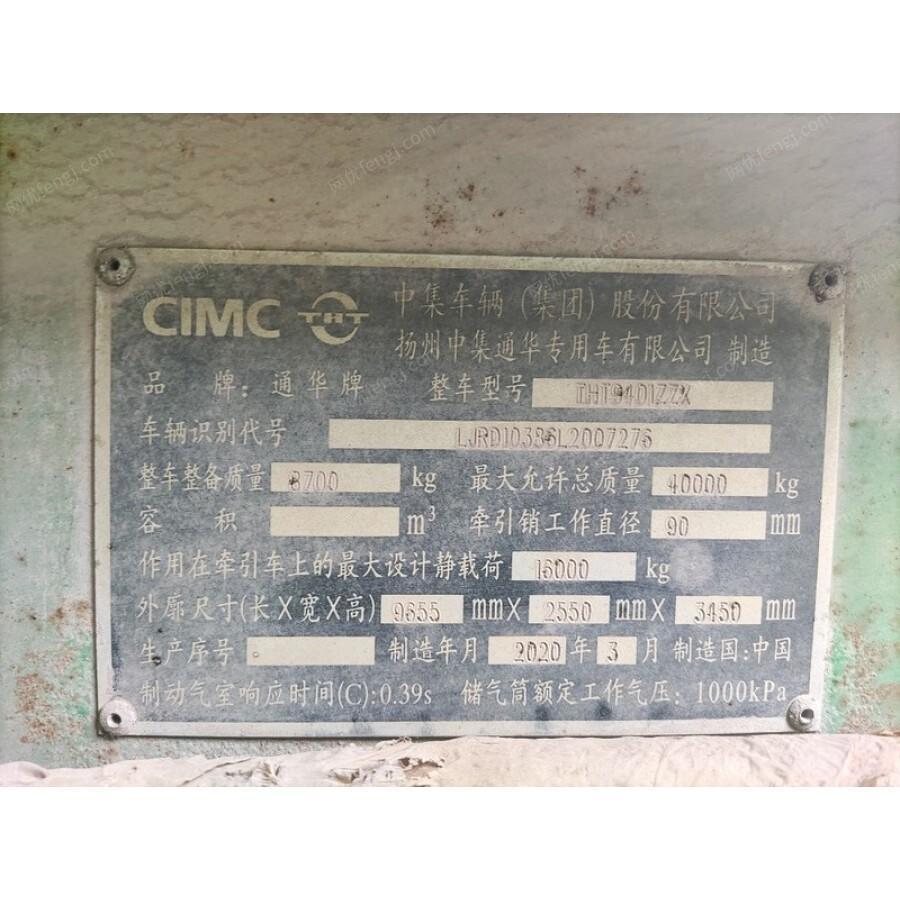 CIMC THT 中集车辆(集团)股份有限公司
扬州中集通华专用车有限公司 制造
品 牌：通华牌 整车型号 THT9401ZZX
车辆识别代号 LJRD10386L2007276
整车整备质量 8700 kg 最大允许总质量 40000 kg
容 积 m³ 牵引销工作直径 90 mm
作用在牵引车上的最大设计静载荷 16000 kg
外廓尺寸(长X宽X高) 9655 mmX 2550 mmX 3450 mm
生产序号 制造年月 2020 年 3 月 制造国:中国
制动气室响应时间(C):0.39s 储气筒额定工作气压：1000kPa